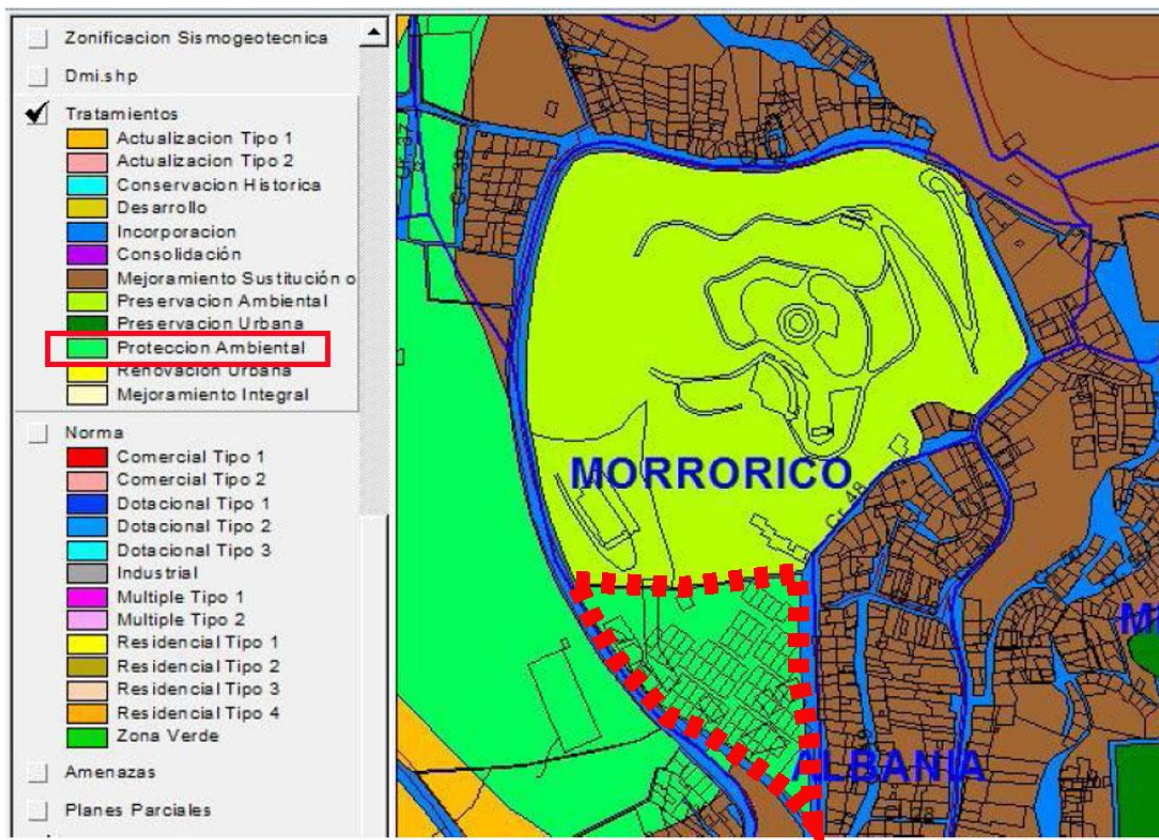 Zonificacion Sismogeotecnica
Dmi.shp
Tratamientos
Actualizacion Tipo 1
Actualizacion Tipo 2
Conservacion Historica
Desarrollo
Incorporacion
Consolidación
Mejoramiento Sustitución o
Preservacion Ambiental
Preservacion Urbana
Proteccion Ambiental
Renovacion Urbana
Mejoramiento Integral
Norma
Comercial Tipo 1
Comercial Tipo 2
Dotacional Tipo 1
Dotacional Tipo 2
Dotacional Tipo 3
Industrial
Multiple Tipo 1
Multiple Tipo 2
Residencial Tipo 1
Residencial Tipo 2
Residencial Tipo 3
Residencial Tipo 4
Zona Verde
Amenazas
Planes Parciales
MORRORICO
Cr 48
ALBANIA